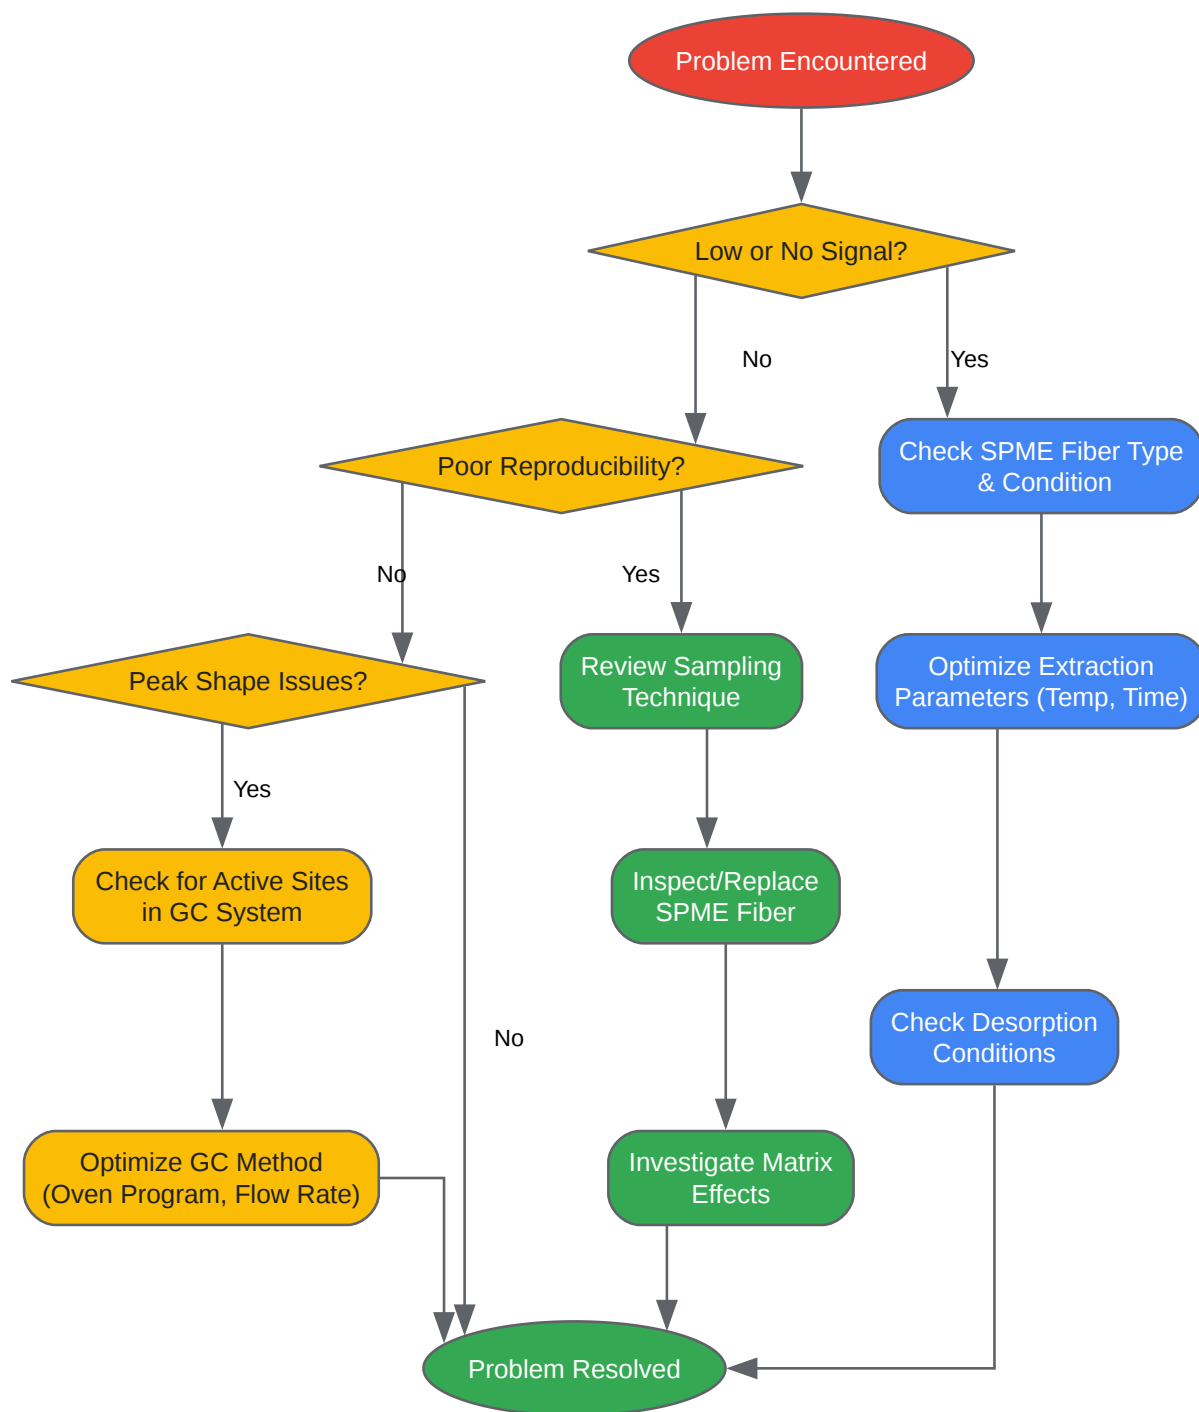 Problem Encountered
Low or No Signal?
No
Yes
Poor Reproducibility?
Check SPME Fiber Type
& Condition
No
Yes
Peak Shape Issues?
Review Sampling
Technique
Optimize Extraction
Parameters (Temp, Time)
Yes
Check for Active Sites
in GC System
Inspect/Replace
SPME Fiber
No
Check Desorption
Conditions
Optimize GC Method
(Oven Program, Flow Rate)
Investigate Matrix
Effects
Problem Resolved